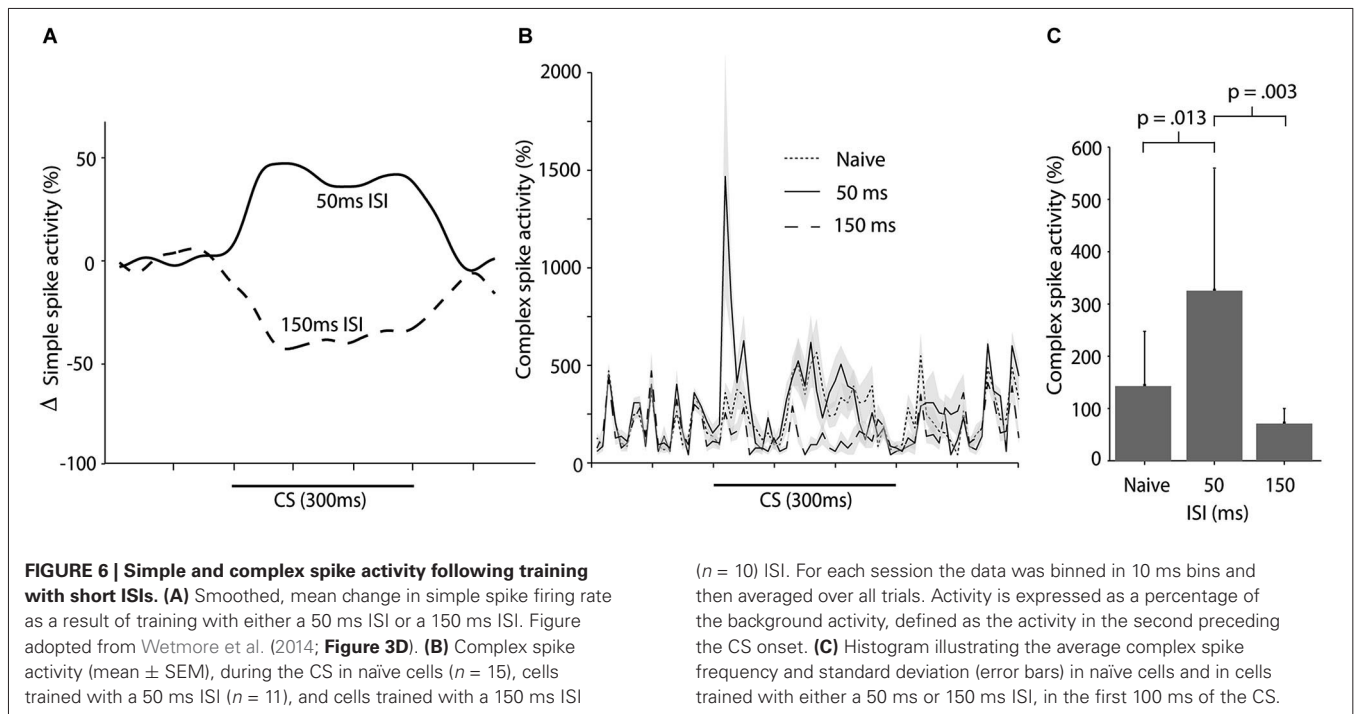 A
B
C
Δ Simple spike activity (%)
50
0
-50
-100
50ms ISI
150ms ISI
CS (300ms)
Complex spike activity (%)
2000
1500
1250
500
0
Naive
50 ms
150 ms
CS (300ms)
p = .003
p = .013
Complex spike activity (%)
600
500
400
300
200
100
0
Naive 50 150
ISI (ms)
FIGURE 6 | Simple and complex spike activity following training
with short ISIs. (A) Smoothed, mean change in simple spike firing rate
as a result of training with either a 50 ms ISI or a 150 ms ISI. Figure
adopted from Wetmore et al. (2014; Figure 3D). (B) Complex spike
activity (mean ± SEM), during the CS in naïve cells (n = 15), cells
trained with a 50 ms ISI (n = 11), and cells trained with a 150 ms ISI
(n = 10) ISI. For each session the data was binned in 10 ms bins and
then averaged over all trials. Activity is expressed as a percentage of
the background activity, defined as the activity in the second preceding
the CS onset. (C) Histogram illustrating the average complex spike
frequency and standard deviation (error bars) in naïve cells and in cells
trained with either a 50 ms or 150 ms ISI, in the first 100 ms of the CS.